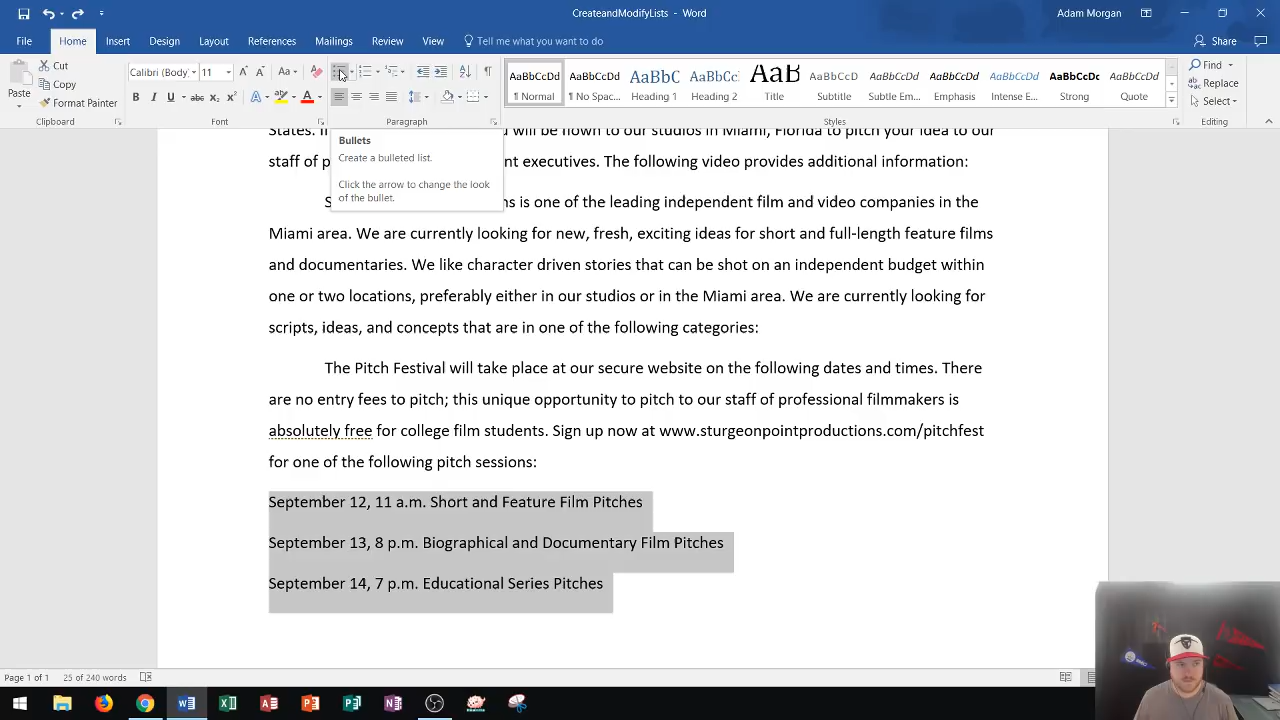 CreateandModifyLists - Word
Adam Morgan
File Home Insert Design Layout References Mailings Review View Tell me what you want to do Share
Paste
Cut
Copy
Format Painter
Clipboard
Calibri (Body) 11
Font
Paragraph
AaBbCcDd ¶ Normal
AaBbCcDd ¶ No Spac...
AaBbC Heading 1
AaBbCc Heading 2
AaB Title
AaBbCcD Subtitle
AaBbCcDd Subtle Em...
AaBbCcDd Emphasis
AaBbCcDd Intense E...
AaBbCcDc Strong
AaBbCcDd Quote
Styles
Find
Replace
Select
Editing
Bullets
Create a bulleted list.
Click the arrow to change the look
of the bullet.
will be flown to our studios in Miami, Florida to pitch your idea to our
staff of executives. The following video provides additional information:
is one of the leading independent film and video companies in the
Miami area. We are currently looking for new, fresh, exciting ideas for short and full-length feature films
and documentaries. We like character driven stories that can be shot on an independent budget within
one or two locations, preferably either in our studios or in the Miami area. We are currently looking for
scripts, ideas, and concepts that are in one of the following categories:
The Pitch Festival will take place at our secure website on the following dates and times. There
are no entry fees to pitch; this unique opportunity to pitch to our staff of professional filmmakers is
absolutely free for college film students. Sign up now at www.sturgeonpointproductions.com/pitchfest
for one of the following pitch sessions:
September 12, 11 a.m. Short and Feature Film Pitches
September 13, 8 p.m. Biographical and Documentary Film Pitches
September 14, 7 p.m. Educational Series Pitches
Page 1 of 1 25 of 240 words